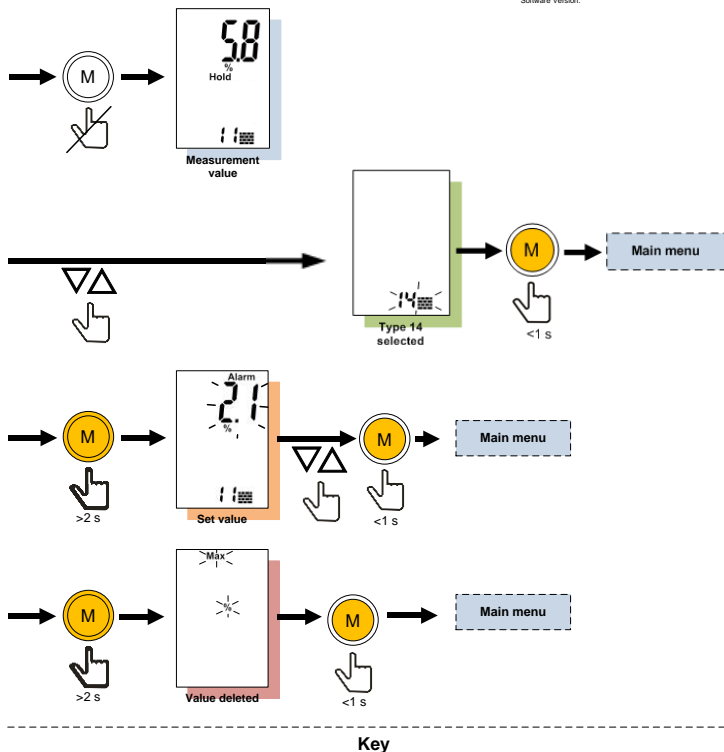 Software Version.
M
5.8
%
Hold
11
Measurement
value
14
Type 14
selected
M
<1 s
Main menu
M
>2 s
Alarm
2.1
%
11
Set value
M
<1 s
Main menu
M
>2 s
Max
%
Value deleted
M
<1 s
Main menu
Key